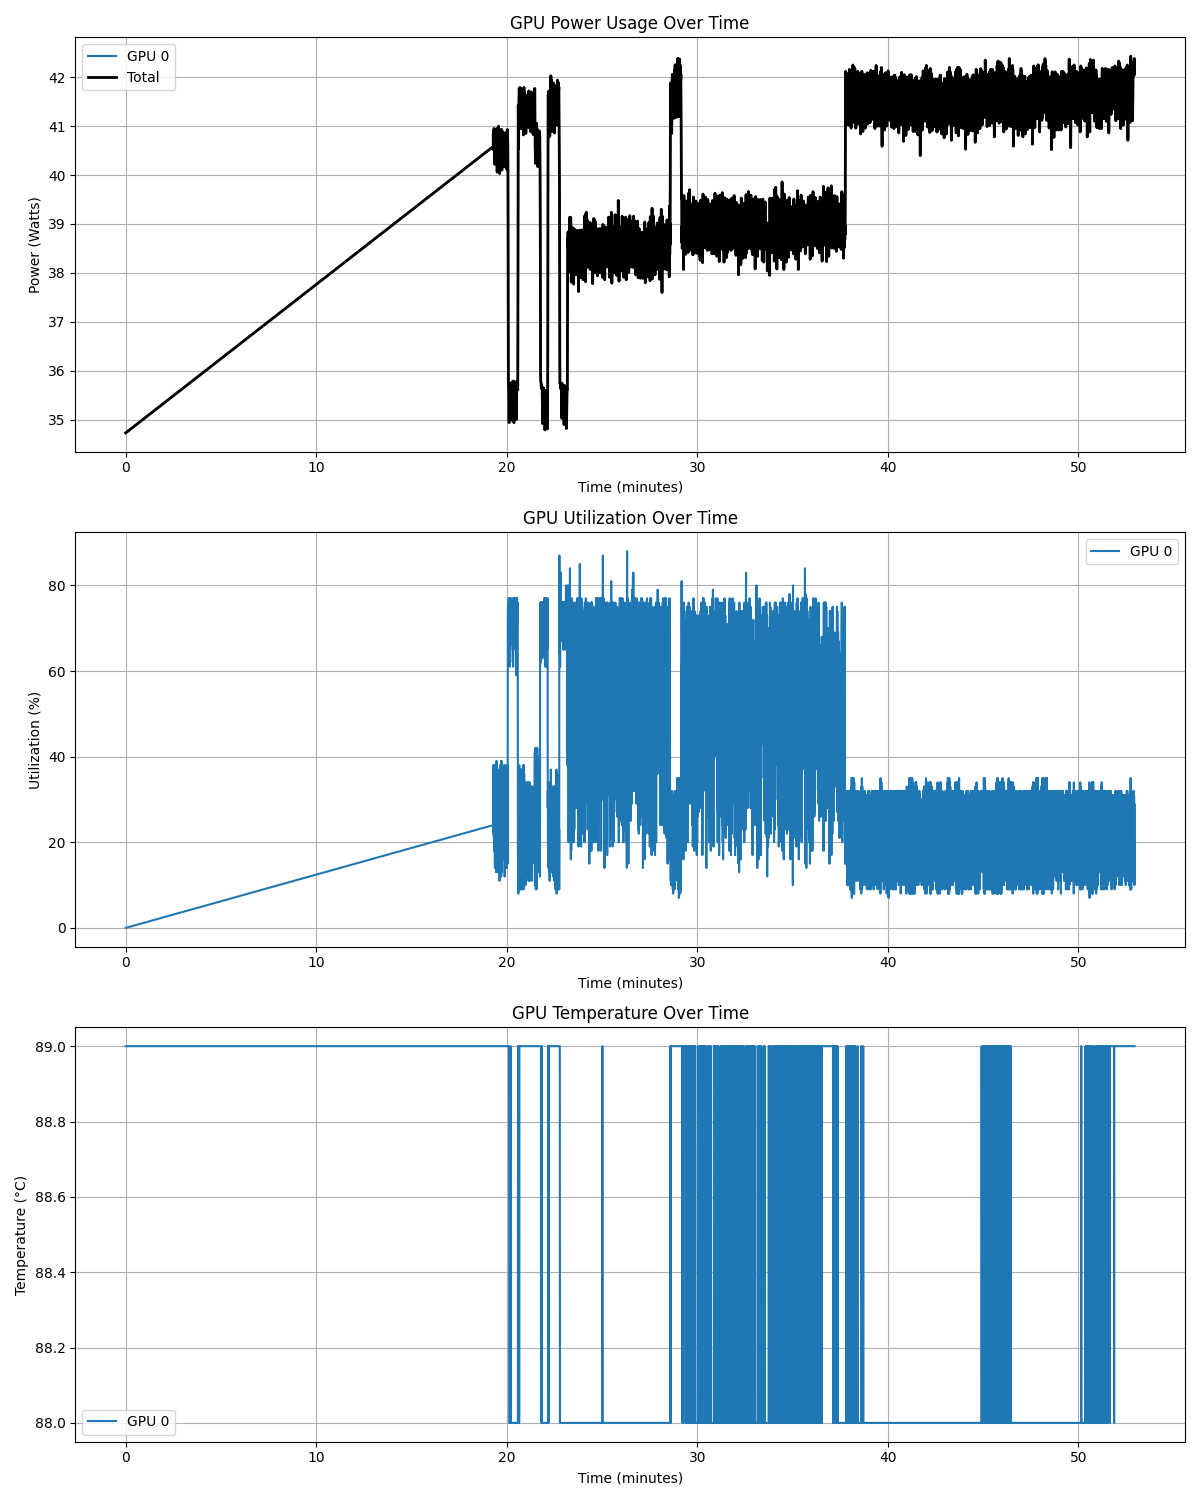 GPU Power Usage Over Time
GPU 0
Total
42
41
40
39
38
37
36
35
Power (Watts)
0 10 20 30 40 50
Time (minutes)
GPU Utilization Over Time
GPU 0
80
60
40
20
0
Utilization (%)
0 10 20 30 40 50
Time (minutes)
GPU Temperature Over Time
89.0
88.8
88.6
88.4
88.2
88.0
Temperature (°C)
GPU 0
0 10 20 30 40 50
Time (minutes)